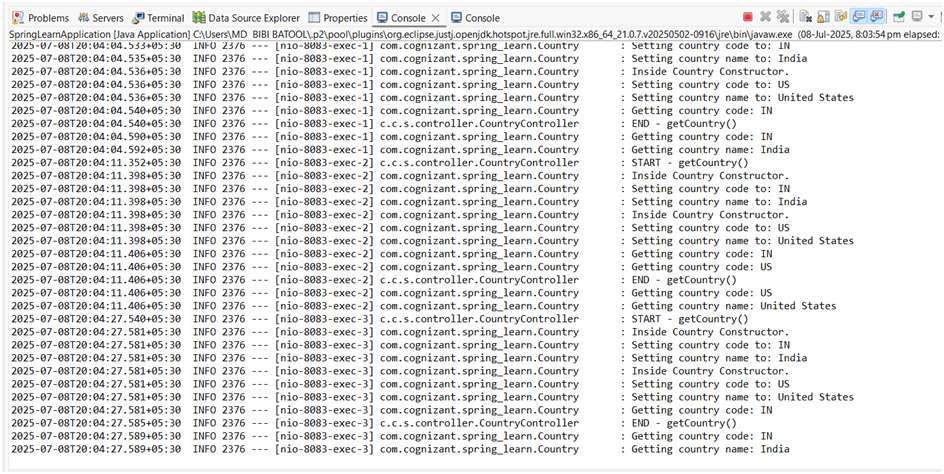 Problems Servers Terminal Data Source Explorer Properties Console Console
SpringLearnApplication [Java Application] C:\Users\MD BIBI BATOOL\.p2\pool\plugins\org.eclipse.justj.openjdk.hotspot.jre.full.win32.x86_64_21.0.7.v20250502-0916\jre\bin\javaw.exe (08-Jul-2025, 8:03:54 pm elapsed:
2025-07-08T20:04:04.533+05:30 INFO 2376 --- [nio-8083-exec-1] com.cognizant.spring_learn.Country : Setting country code to: IN
2025-07-08T20:04:04.535+05:30 INFO 2376 --- [nio-8083-exec-1] com.cognizant.spring_learn.Country : Setting country name to: India
2025-07-08T20:04:04.536+05:30 INFO 2376 --- [nio-8083-exec-1] com.cognizant.spring_learn.Country : Inside Country Constructor.
2025-07-08T20:04:04.536+05:30 INFO 2376 --- [nio-8083-exec-1] com.cognizant.spring_learn.Country : Setting country code to: US
2025-07-08T20:04:04.536+05:30 INFO 2376 --- [nio-8083-exec-1] com.cognizant.spring_learn.Country : Setting country name to: United States
2025-07-08T20:04:04.540+05:30 INFO 2376 --- [nio-8083-exec-1] com.cognizant.spring_learn.Country : Getting country code: IN
2025-07-08T20:04:04.540+05:30 INFO 2376 --- [nio-8083-exec-1] c.c.s.controller.CountryController : END - getCountry()
2025-07-08T20:04:04.590+05:30 INFO 2376 --- [nio-8083-exec-1] com.cognizant.spring_learn.Country : Getting country code: IN
2025-07-08T20:04:04.592+05:30 INFO 2376 --- [nio-8083-exec-1] com.cognizant.spring_learn.Country : Getting country name: India
2025-07-08T20:04:11.352+05:30 INFO 2376 --- [nio-8083-exec-2] c.c.s.controller.CountryController : START - getCountry()
2025-07-08T20:04:11.398+05:30 INFO 2376 --- [nio-8083-exec-2] com.cognizant.spring_learn.Country : Inside Country Constructor.
2025-07-08T20:04:11.398+05:30 INFO 2376 --- [nio-8083-exec-2] com.cognizant.spring_learn.Country : Setting country code to: IN
2025-07-08T20:04:11.398+05:30 INFO 2376 --- [nio-8083-exec-2] com.cognizant.spring_learn.Country : Setting country name to: India
2025-07-08T20:04:11.398+05:30 INFO 2376 --- [nio-8083-exec-2] com.cognizant.spring_learn.Country : Inside Country Constructor.
2025-07-08T20:04:11.398+05:30 INFO 2376 --- [nio-8083-exec-2] com.cognizant.spring_learn.Country : Setting country code to: US
2025-07-08T20:04:11.398+05:30 INFO 2376 --- [nio-8083-exec-2] com.cognizant.spring_learn.Country : Setting country name to: United States
2025-07-08T20:04:11.406+05:30 INFO 2376 --- [nio-8083-exec-2] com.cognizant.spring_learn.Country : Getting country code: IN
2025-07-08T20:04:11.406+05:30 INFO 2376 --- [nio-8083-exec-2] com.cognizant.spring_learn.Country : Getting country code: US
2025-07-08T20:04:11.406+05:30 INFO 2376 --- [nio-8083-exec-2] c.c.s.controller.CountryController : END - getCountry()
2025-07-08T20:04:11.406+05:30 INFO 2376 --- [nio-8083-exec-2] com.cognizant.spring_learn.Country : Getting country code: US
2025-07-08T20:04:11.406+05:30 INFO 2376 --- [nio-8083-exec-2] com.cognizant.spring_learn.Country : Getting country name: United States
2025-07-08T20:04:27.540+05:30 INFO 2376 --- [nio-8083-exec-3] c.c.s.controller.CountryController : START - getCountry()
2025-07-08T20:04:27.581+05:30 INFO 2376 --- [nio-8083-exec-3] com.cognizant.spring_learn.Country : Inside Country Constructor.
2025-07-08T20:04:27.581+05:30 INFO 2376 --- [nio-8083-exec-3] com.cognizant.spring_learn.Country : Setting country code to: IN
2025-07-08T20:04:27.581+05:30 INFO 2376 --- [nio-8083-exec-3] com.cognizant.spring_learn.Country : Setting country name to: India
2025-07-08T20:04:27.581+05:30 INFO 2376 --- [nio-8083-exec-3] com.cognizant.spring_learn.Country : Inside Country Constructor.
2025-07-08T20:04:27.581+05:30 INFO 2376 --- [nio-8083-exec-3] com.cognizant.spring_learn.Country : Setting country code to: US
2025-07-08T20:04:27.581+05:30 INFO 2376 --- [nio-8083-exec-3] com.cognizant.spring_learn.Country : Setting country name to: United States
2025-07-08T20:04:27.581+05:30 INFO 2376 --- [nio-8083-exec-3] com.cognizant.spring_learn.Country : Getting country code: IN
2025-07-08T20:04:27.585+05:30 INFO 2376 --- [nio-8083-exec-3] c.c.s.controller.CountryController : END - getCountry()
2025-07-08T20:04:27.589+05:30 INFO 2376 --- [nio-8083-exec-3] com.cognizant.spring_learn.Country : Getting country code: IN
2025-07-08T20:04:27.589+05:30 INFO 2376 --- [nio-8083-exec-3] com.cognizant.spring_learn.Country : Getting country name: India